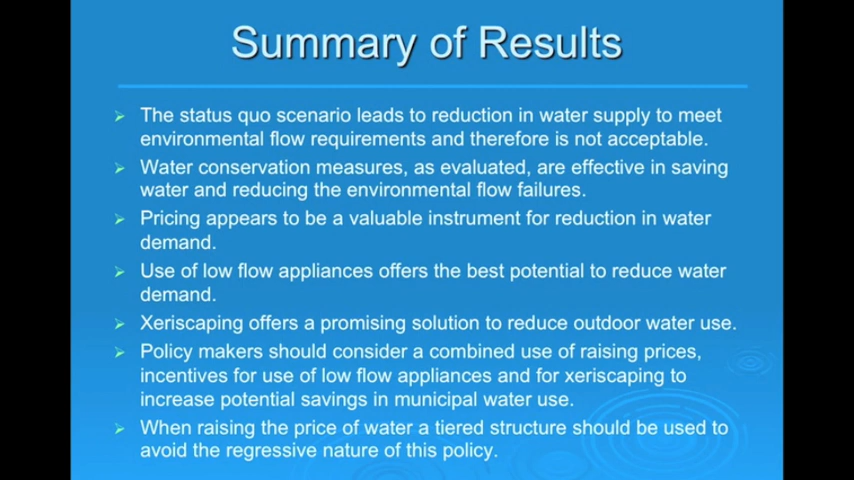 Summary of Results
The status quo scenario leads to reduction in water supply to meet
environmental flow requirements and therefore is not acceptable.
Water conservation measures, as evaluated, are effective in saving
water and reducing the environmental flow failures.
Pricing appears to be a valuable instrument for reduction in water
demand.
Use of low flow appliances offers the best potential to reduce water
demand.
Xeriscaping offers a promising solution to reduce outdoor water use.
Policy makers should consider a combined use of raising prices,
incentives for use of low flow appliances and for xeriscaping to
increase potential savings in municipal water use.
When raising the price of water a tiered structure should be used to
avoid the regressive nature of this policy.